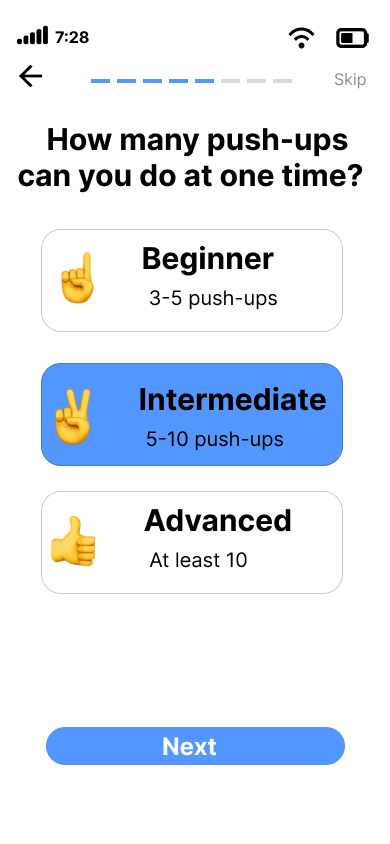 7:28
Skip
How many push-ups
can you do at one time?
Beginner
3-5 push-ups
Intermediate
5-10 push-ups
Advanced
At least 10
Next